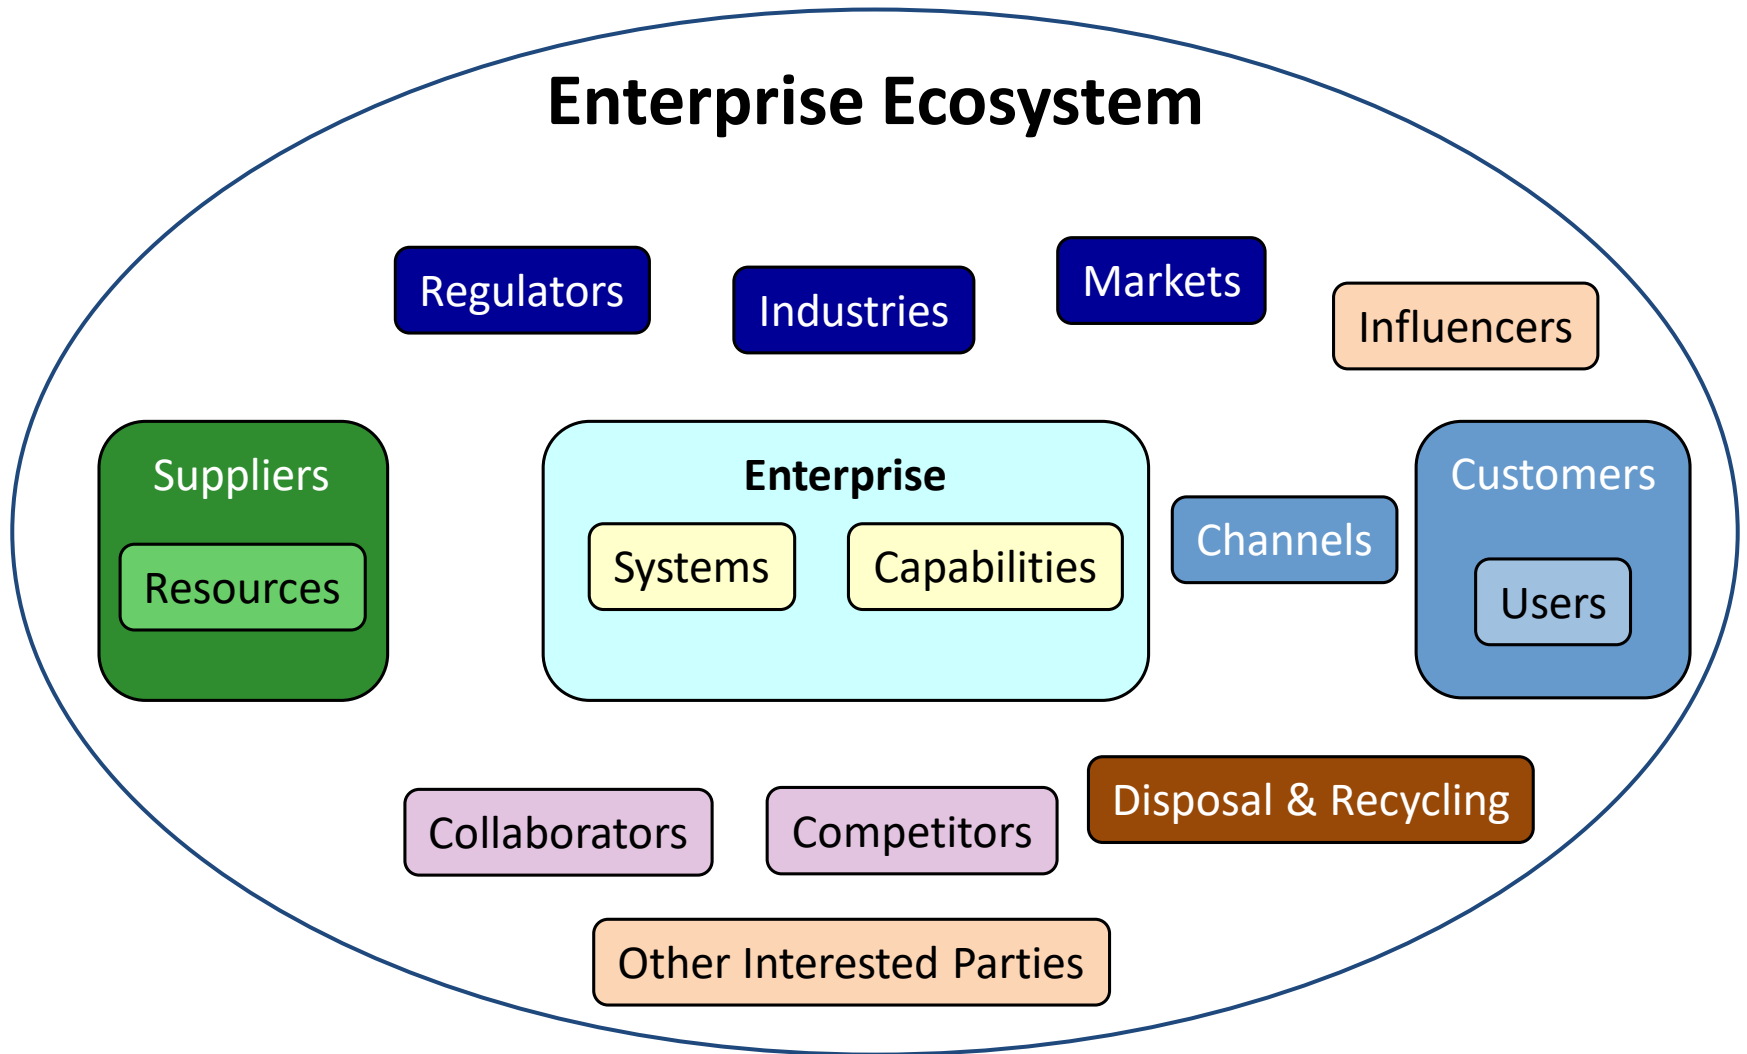 Enterprise Ecosystem
Regulators
Industries
Markets
Influencers
Suppliers
Resources
Enterprise
Systems
Capabilities
Channels
Customers
Users
Collaborators
Competitors
Disposal & Recycling
Other Interested Parties